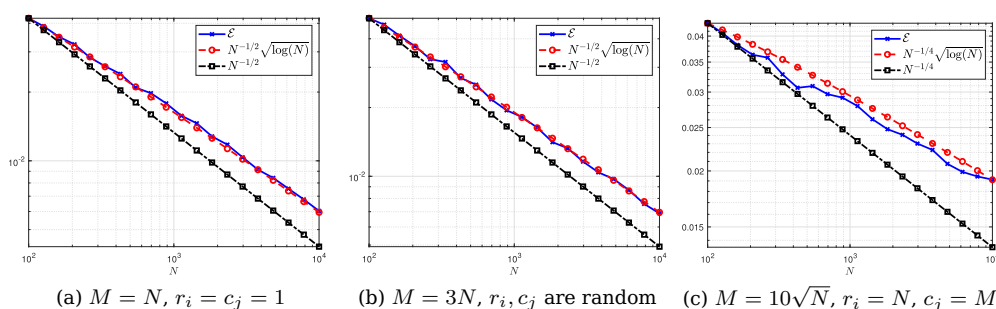 ℰ
N^{-1/2}√log(N)
N^{-1/2}
10^{-2}
10^2
10^3
10^4
N
(a) M = N, r_i = c_j = 1
ℰ
N^{-1/2}√log(N)
N^{-1/2}
10^{-2}
10^2
10^3
10^4
N
(b) M = 3N, r_i, c_j are random
0.04
0.035
0.03
0.025
0.02
0.015
ℰ
N^{-1/4}√log(N)
N^{-1/4}
10^2
10^3
10^4
N
(c) M = 10√N, r_i = N, c_j = M